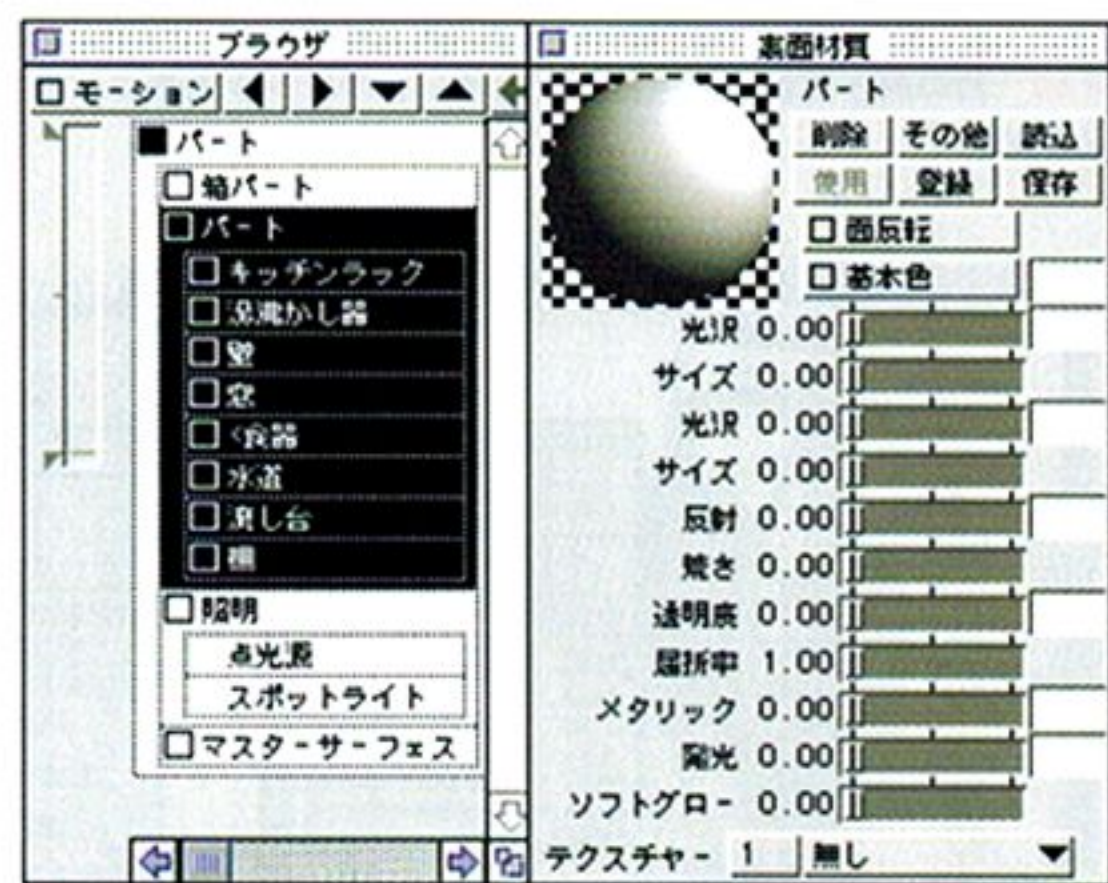 ブラウザ
モーション
パート
箱パート
パート
キッチンラック
湯沸かし器
壁
窓
<食器
水道
流し台
棚
照明
点光源
スポットライト
マスターサーフェス
表面材質
パート
削除 その他 読込
使用 登録 保存
面反転
基本色
光沢 0.00
サイズ 0.00
光沢 0.00
サイズ 0.00
反射 0.00
荒さ 0.00
透明度 0.00
屈折率 1.00
メタリック 0.00
発光 0.00
ソフトグロー 0.00
テクスチャー 1 無し